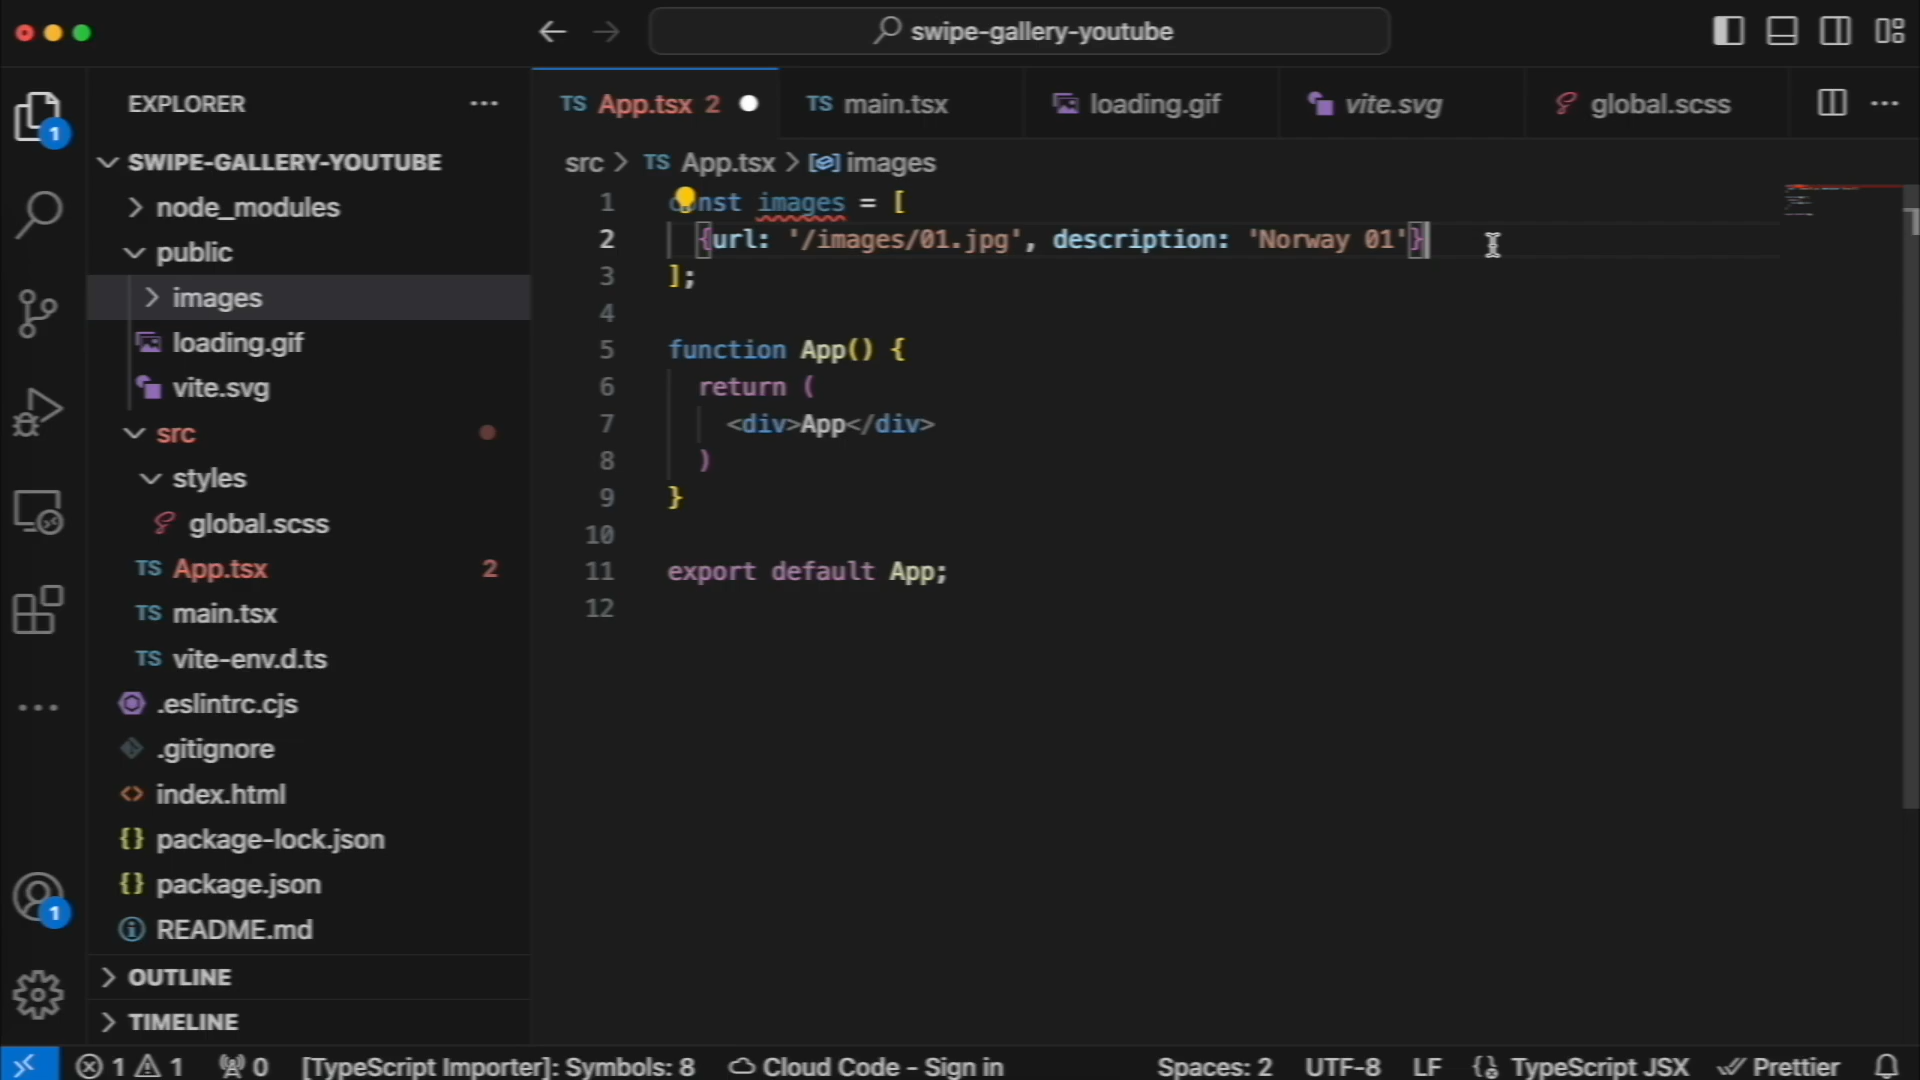 swipe-gallery-youtube
EXPLORER
SWIPE-GALLERY-YOUTUBE
node_modules
public
images
loading.gif
vite.svg
src
styles
global.scss
App.tsx 2
main.tsx
vite-env.d.ts
.eslintrc.cjs
.gitignore
index.html
package-lock.json
package.json
README.md
OUTLINE
TIMELINE
1
1
TS App.tsx 2
TS main.tsx
loading.gif
vite.svg
global.scss
src > TS App.tsx > images
1 const images = [
2 {url: '/images/01.jpg', description: 'Norway 01'}
3 ];
4
5 function App() {
6 return (
7 <div>App</div>
8 )
9 }
10
11 export default App;
12
1 1 0 [TypeScript Importer]: Symbols: 8 Cloud Code - Sign in Spaces: 2 UTF-8 LF TypeScript JSX Prettier